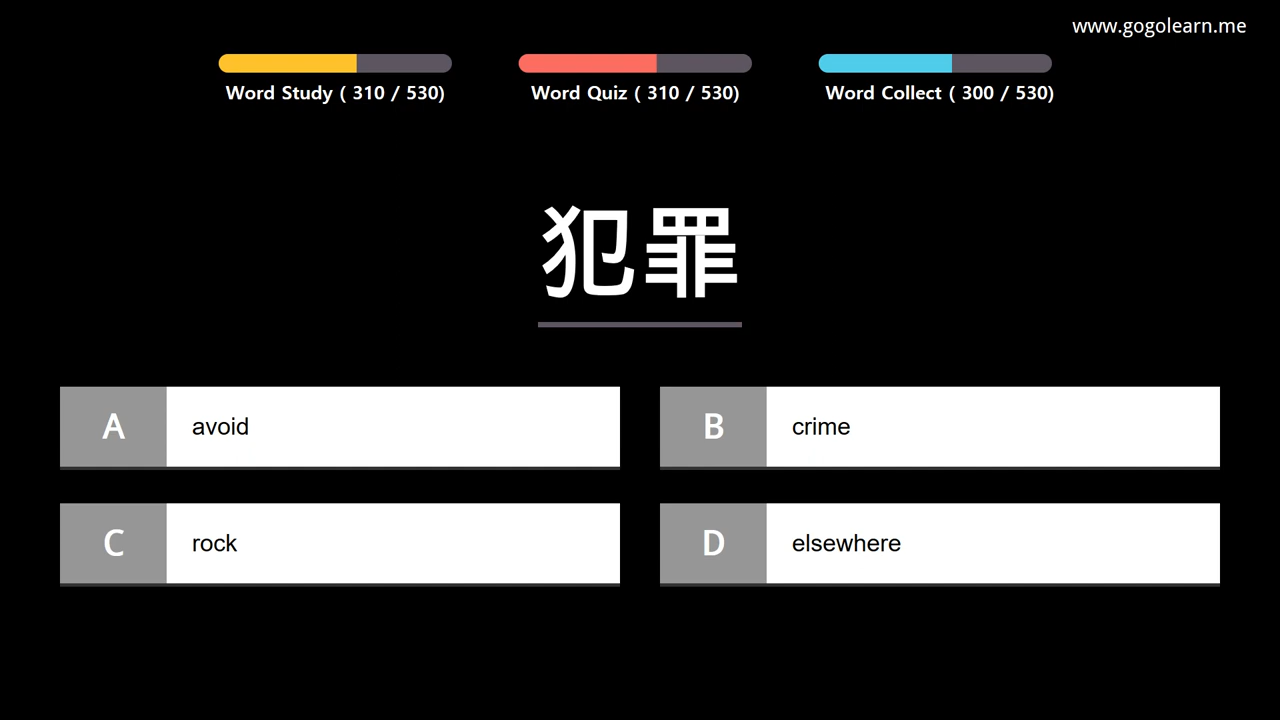 www.gogolearn.me
Word Study ( 310 / 530)
Word Quiz ( 310 / 530)
Word Collect ( 300 / 530)
犯罪
A avoid
B crime
C rock
D elsewhere